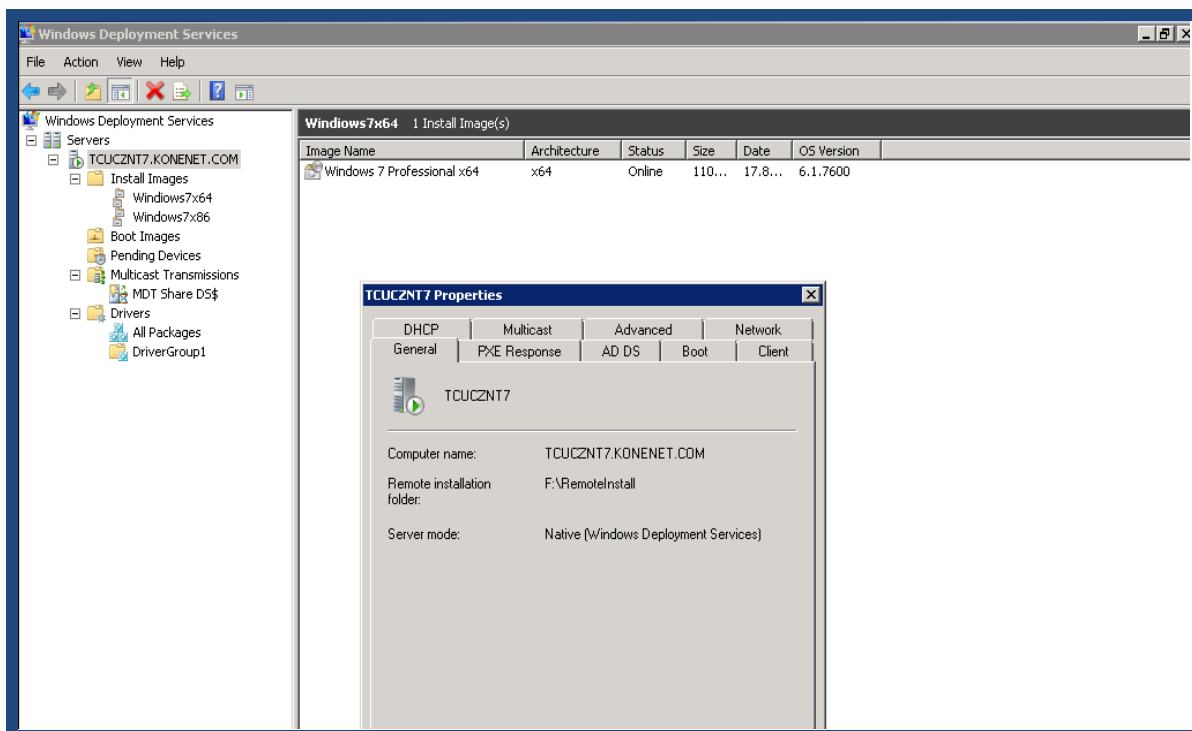 Windows Deployment Services
File Action View Help
Windows Deployment Services
Servers
TCUCZNT7.KONENET.COM
Install Images
Windiows7x64
Windows7x86
Boot Images
Pending Devices
Multicast Transmissions
MDT Share DS$
Drivers
All Packages
DriverGroup1
Windiows7x64 1 Install Image(s)
Image Name Architecture Status Size Date OS Version
Windows 7 Professional x64 x64 Online 110... 17.8... 6.1.7600
TCUCZNT7 Properties
DHCP Multicast Advanced Network
General PXE Response AD DS Boot Client
TCUCZNT7
Computer name: TCUCZNT7.KONENET.COM
Remote installation F:\RemoteInstall
folder:
Server mode: Native (Windows Deployment Services)